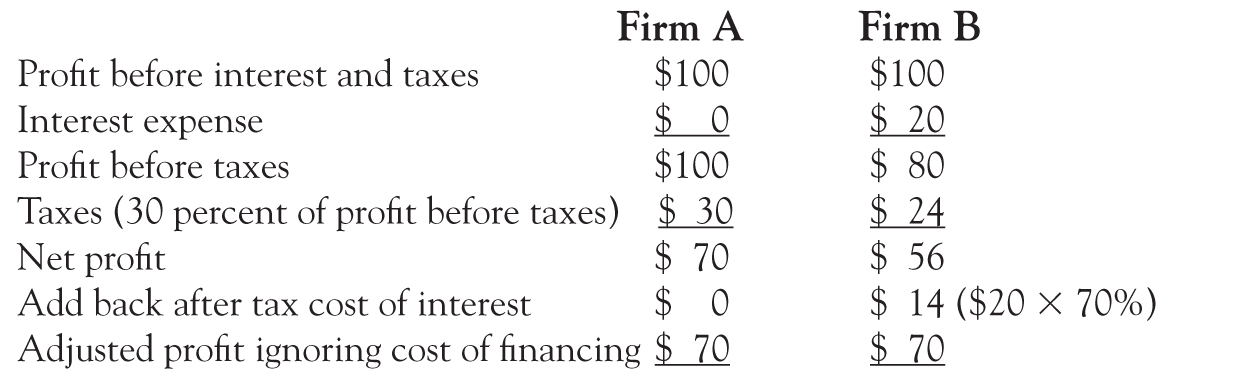 Firm A Firm B
Profit before interest and taxes $100 $100
Interest expense $ 0 $ 20
Profit before taxes $100 $ 80
Taxes (30 percent of profit before taxes) $ 30 $ 24
Net profit $ 70 $ 56
Add back after tax cost of interest $ 0 $ 14 ($20 × 70%)
Adjusted profit ignoring cost of financing $ 70 $ 70